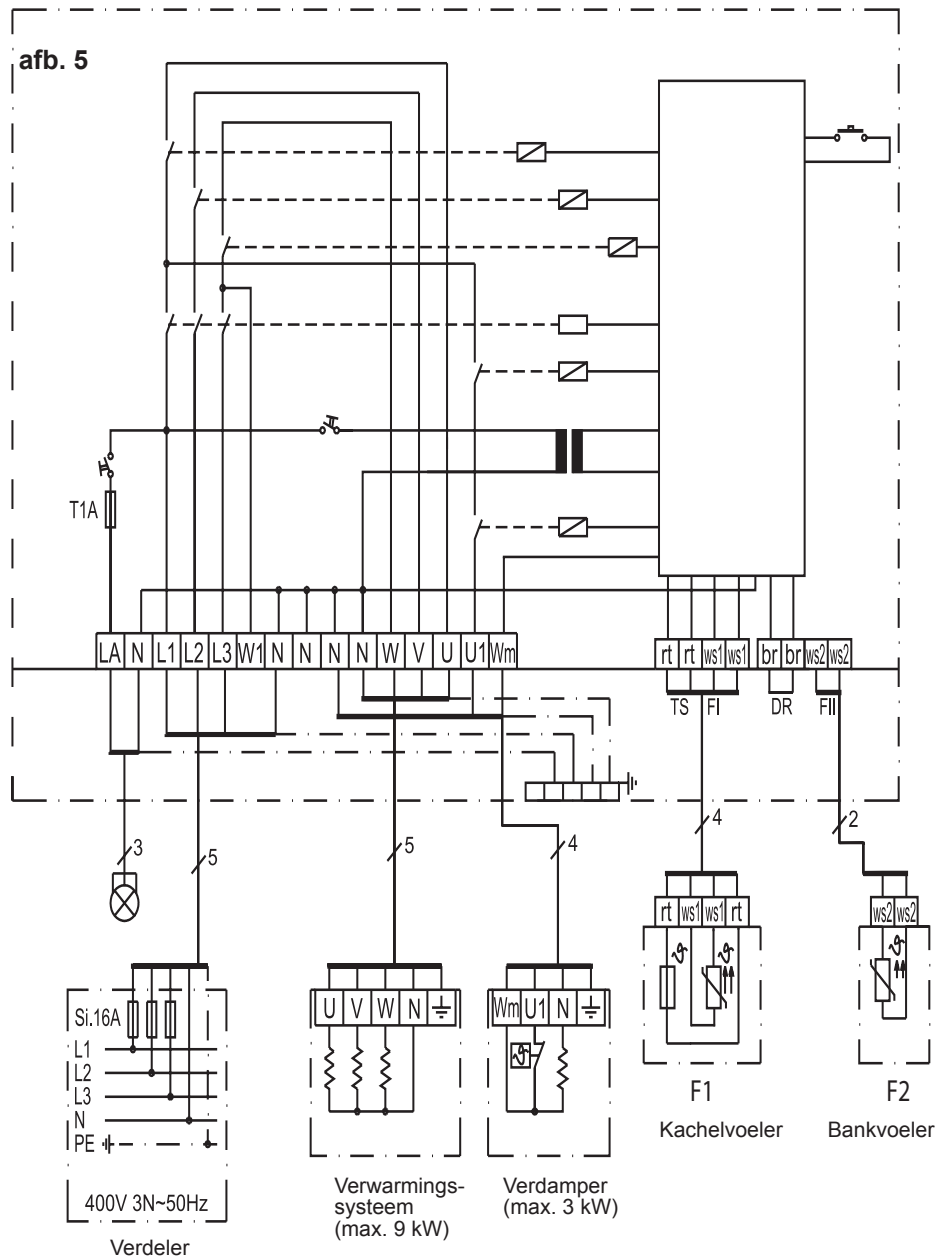 afb. 5
T1A
LA N L1 L2 L3 W1 N N N N W V U U1 Wm
rt rt ws1 ws1 br br ws2 ws2
TS FI DR FII
3 5 5 4 4 2
rt ws1 ws1 rt
ws2 ws2
Si.16A
L1
L2
L3
N
PE
400V 3N~50Hz
Verdeler
U V W N
Verwarmings-
systeem
(max. 9 kW)
Wm U1 N
Verdamper
(max. 3 kW)
F1
Kachelvoeler
F2
Bankvoeler
ϑ
ϑ
ϑ